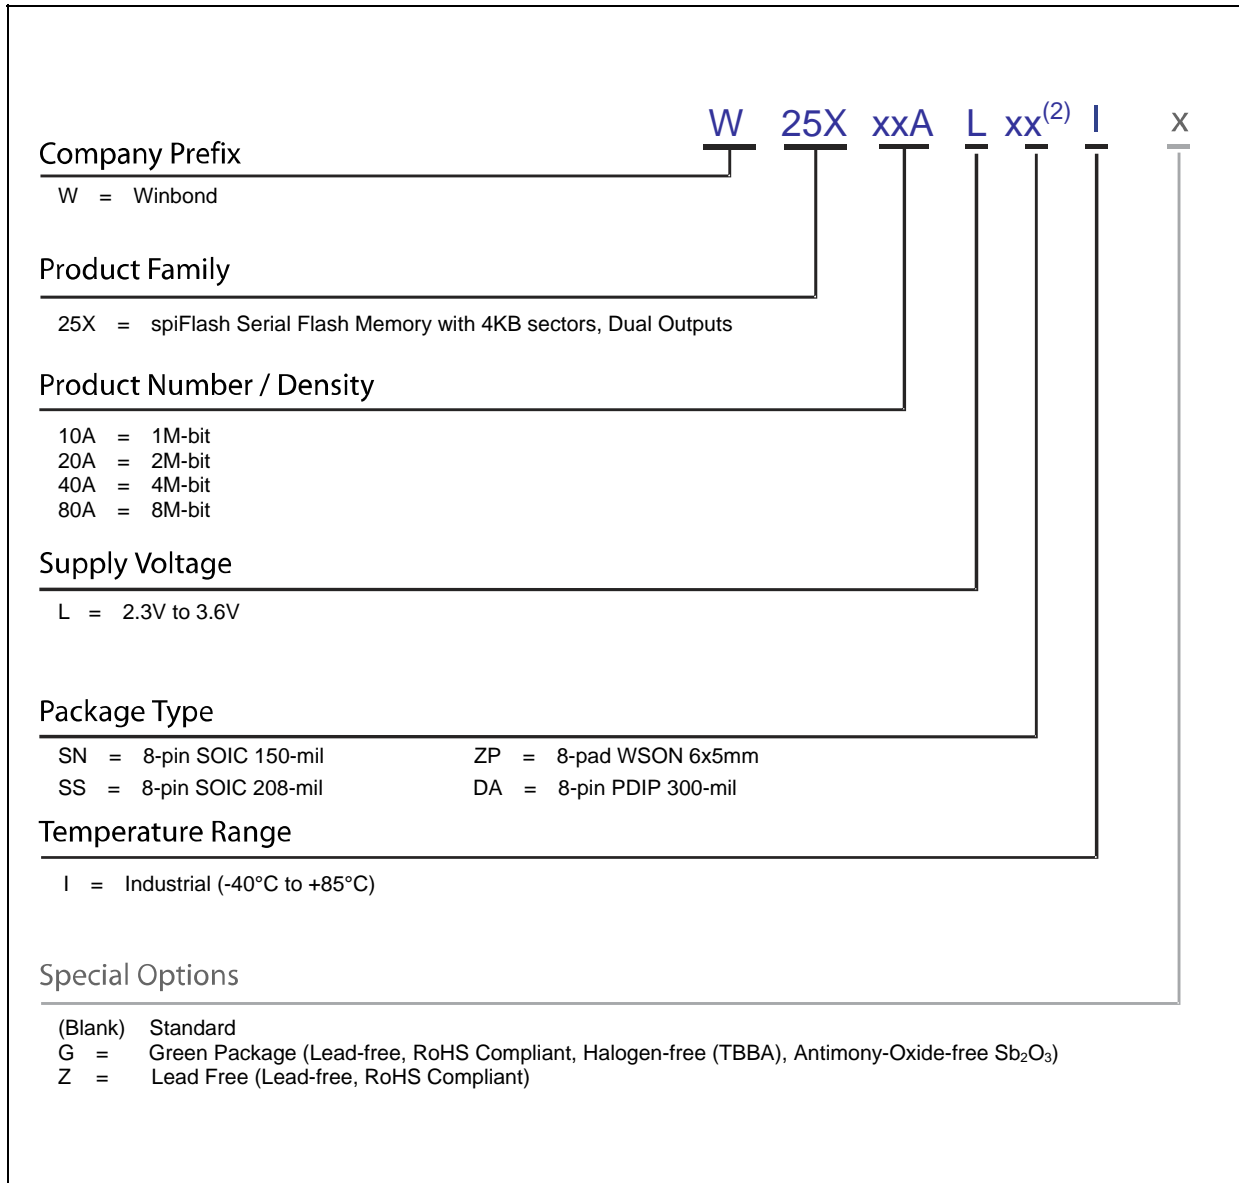 W 25X xxA L xx(2) I x
Company Prefix
W = Winbond
Product Family
25X = spiFlash Serial Flash Memory with 4KB sectors, Dual Outputs
Product Number / Density
10A = 1M-bit
20A = 2M-bit
40A = 4M-bit
80A = 8M-bit
Supply Voltage
L = 2.3V to 3.6V
Package Type
SN = 8-pin SOIC 150-mil ZP = 8-pad WSON 6x5mm
SS = 8-pin SOIC 208-mil DA = 8-pin PDIP 300-mil
Temperature Range
I = Industrial (-40°C to +85°C)
Special Options
(Blank) Standard
G = Green Package (Lead-free, RoHS Compliant, Halogen-free (TBBA), Antimony-Oxide-free Sb₂O₃)
Z = Lead Free (Lead-free, RoHS Compliant)